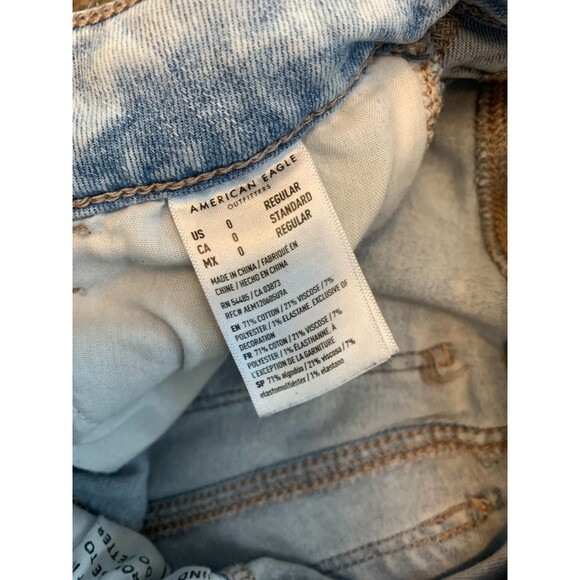 AMERICAN EAGLE
OUTFITTERS
US 0 REGULAR
CA 0 STANDARD
MX 0 REGULAR
MADE IN CHINA / FABRIQUE EN
CHINE / HECHO EN CHINA
RN 54485 / CA 03873
REF# AEM12060SU9A
EN 71% COTTON / 21% VISCOSE / 7%
POLYESTER / 1% ELASTANE. EXCLUSIVE OF
DECORATION
FR 71% COTON / 21% VISCOSE / 7%
POLYESTER / 1% ÉLASTHANNE. À
L'EXCEPTION DE LA GARNITURE
SP 71% algodón / 21% viscosa / 7%
elastomultiéster / 1% elastano